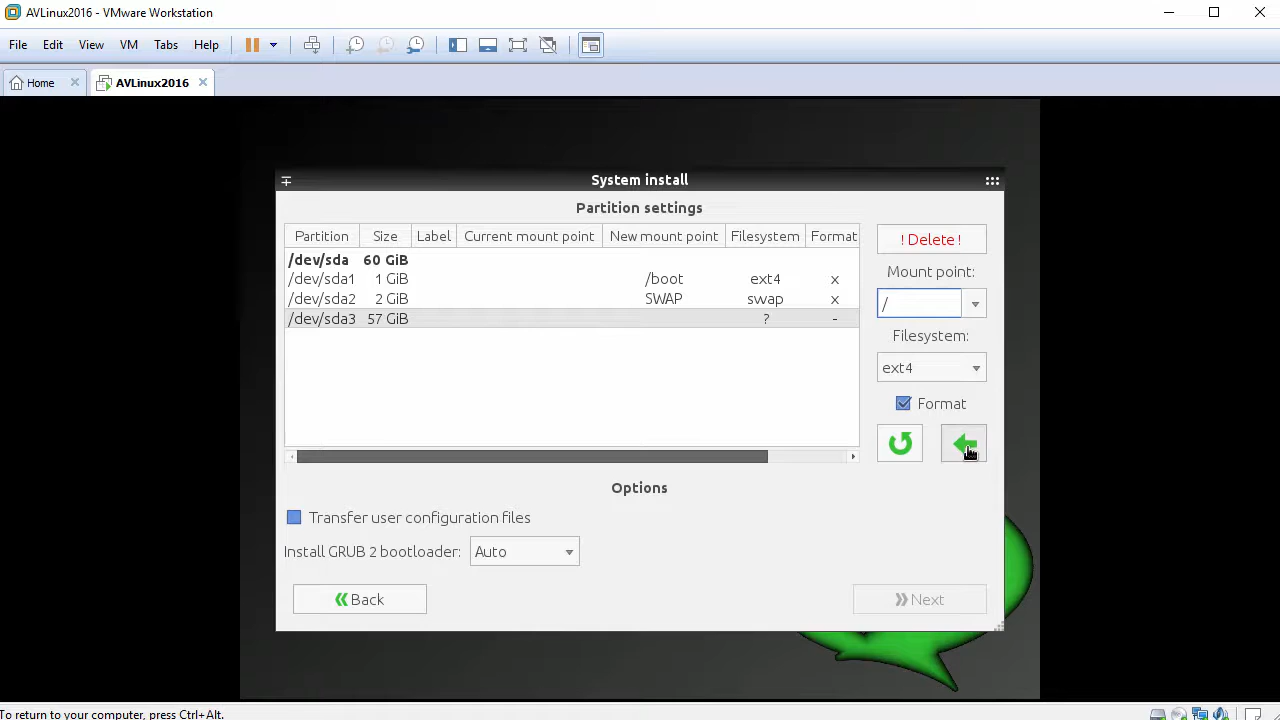 AVLinux2016 - VMware Workstation
File Edit View VM Tabs Help
Home AVLinux2016
System install
Partition settings
Partition Size Label Current mount point New mount point Filesystem Format
/dev/sda 60 GiB
/dev/sda1 1 GiB /boot ext4 x
/dev/sda2 2 GiB SWAP swap x
/dev/sda3 57 GiB ? -
! Delete !
Mount point:
/
Filesystem:
ext4
Format
Options
Transfer user configuration files
Install GRUB 2 bootloader: Auto
Back Next
To return to your computer, press Ctrl+Alt.